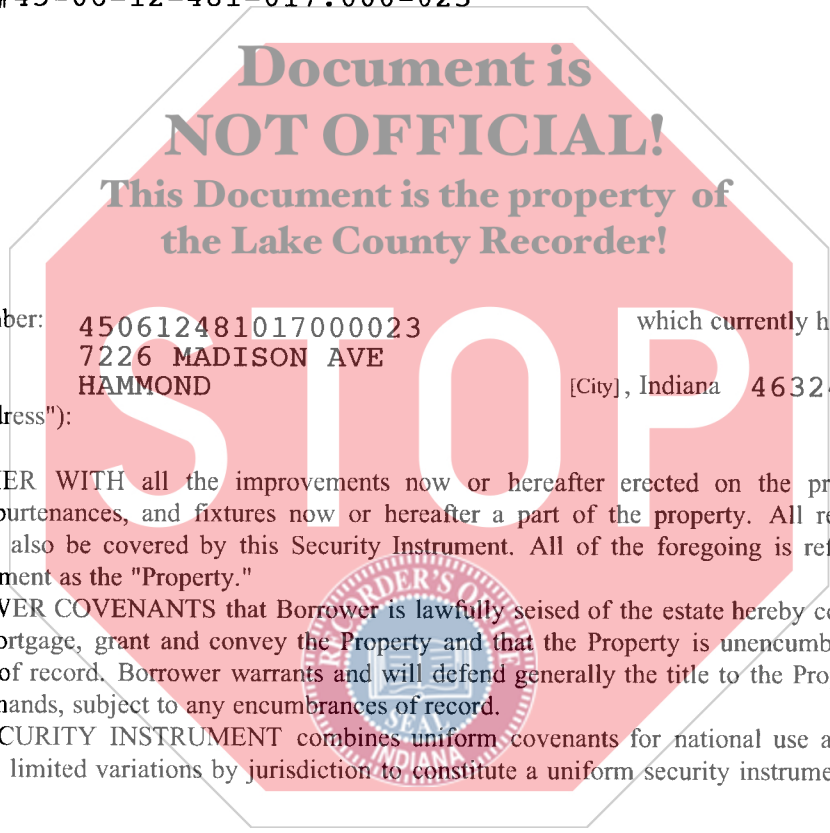 #45-06-12-481-017.000-023
Document is
NOT OFFICIAL!
This Document is the property of
the Lake County Recorder!
STOP
ber: 450612481017000023 which currently h
7226 MADISON AVE
HAMMOND [City], Indiana 4632
dress"):
ER WITH all the improvements now or hereafter erected on the pr
purtenances, and fixtures now or hereafter a part of the property. All re
also be covered by this Security Instrument. All of the foregoing is ref
ment as the "Property."
WER COVENANTS that Borrower is lawfully seised of the estate hereby co
ortgage, grant and convey the Property and that the Property is unencumb
of record. Borrower warrants and will defend generally the title to the Pro
mands, subject to any encumbrances of record.
CURITY INSTRUMENT combines uniform covenants for national use a
limited variations by jurisdiction to constitute a uniform security instrume
RECORDER'S OFFICE
SEAL
INDIANA